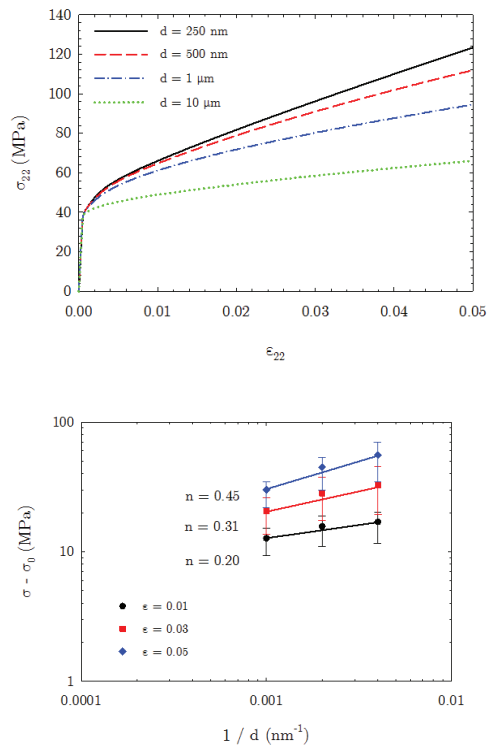 140
120
100
80
60
40
20
0
d = 250 nm
d = 500 nm
d = 1 μm
d = 10 μm
σ22 (MPa)
0.00 0.01 0.02 0.03 0.04 0.05
ε22
100
10
1
σ - σ0 (MPa)
n = 0.45
n = 0.31
n = 0.20
ε = 0.01
ε = 0.03
ε = 0.05
0.0001 0.001 0.01
1 / d (nm-1)